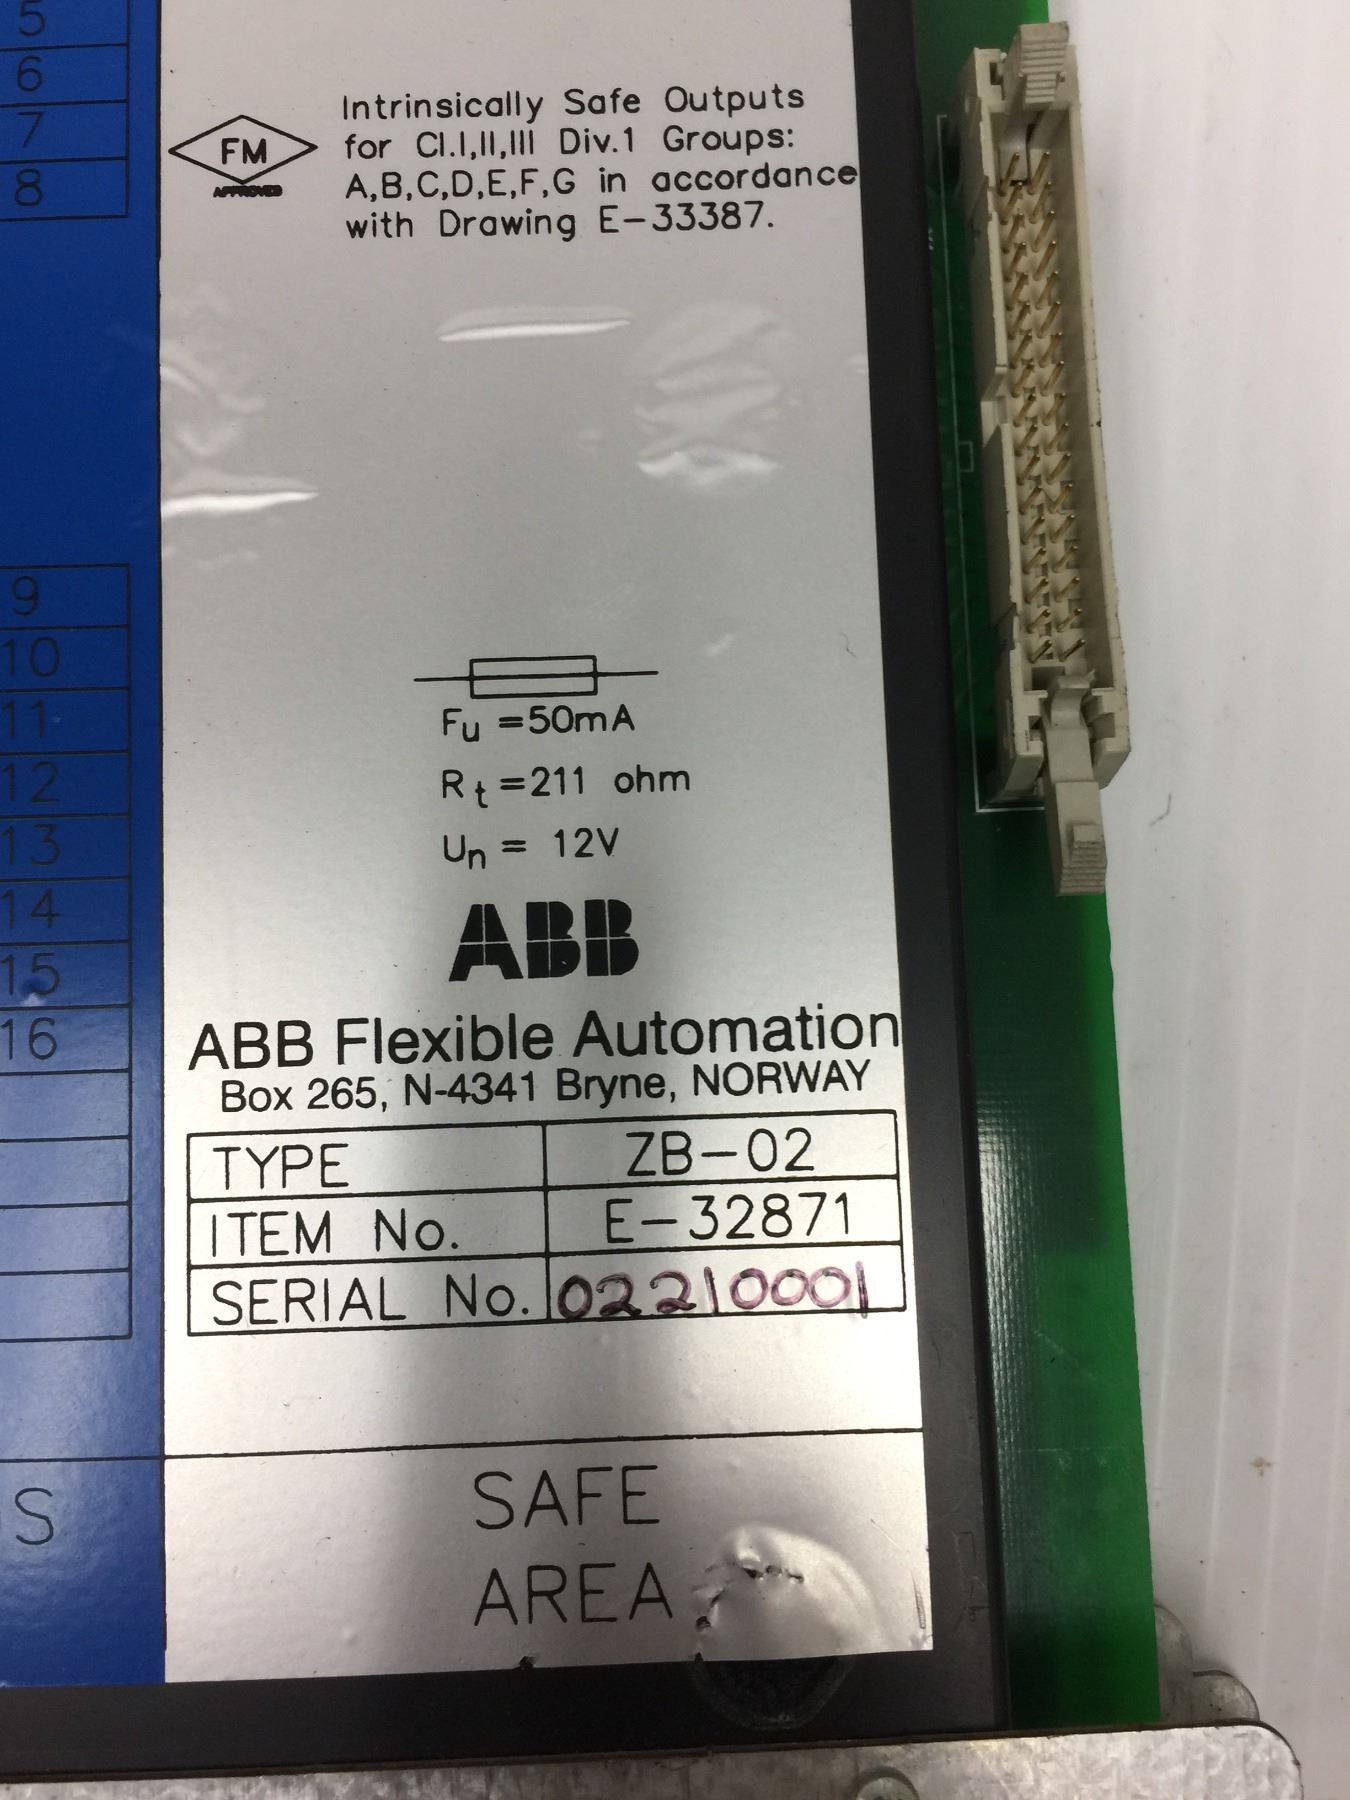 5
6
7
8
FM
APPROVED
Intrinsically Safe Outputs
for Cl.I,II,III Div.1 Groups:
A,B,C,D,E,F,G in accordance
with Drawing E-33387.
9
10
11
12
13
14
15
16
Fu =50mA
Rt =211 ohm
Un = 12V
ABB
ABB Flexible Automation
Box 265, N-4341 Bryne, NORWAY
TYPE ZB-02
ITEM No. E-32871
SERIAL No. 02210001
S
SAFE
AREA